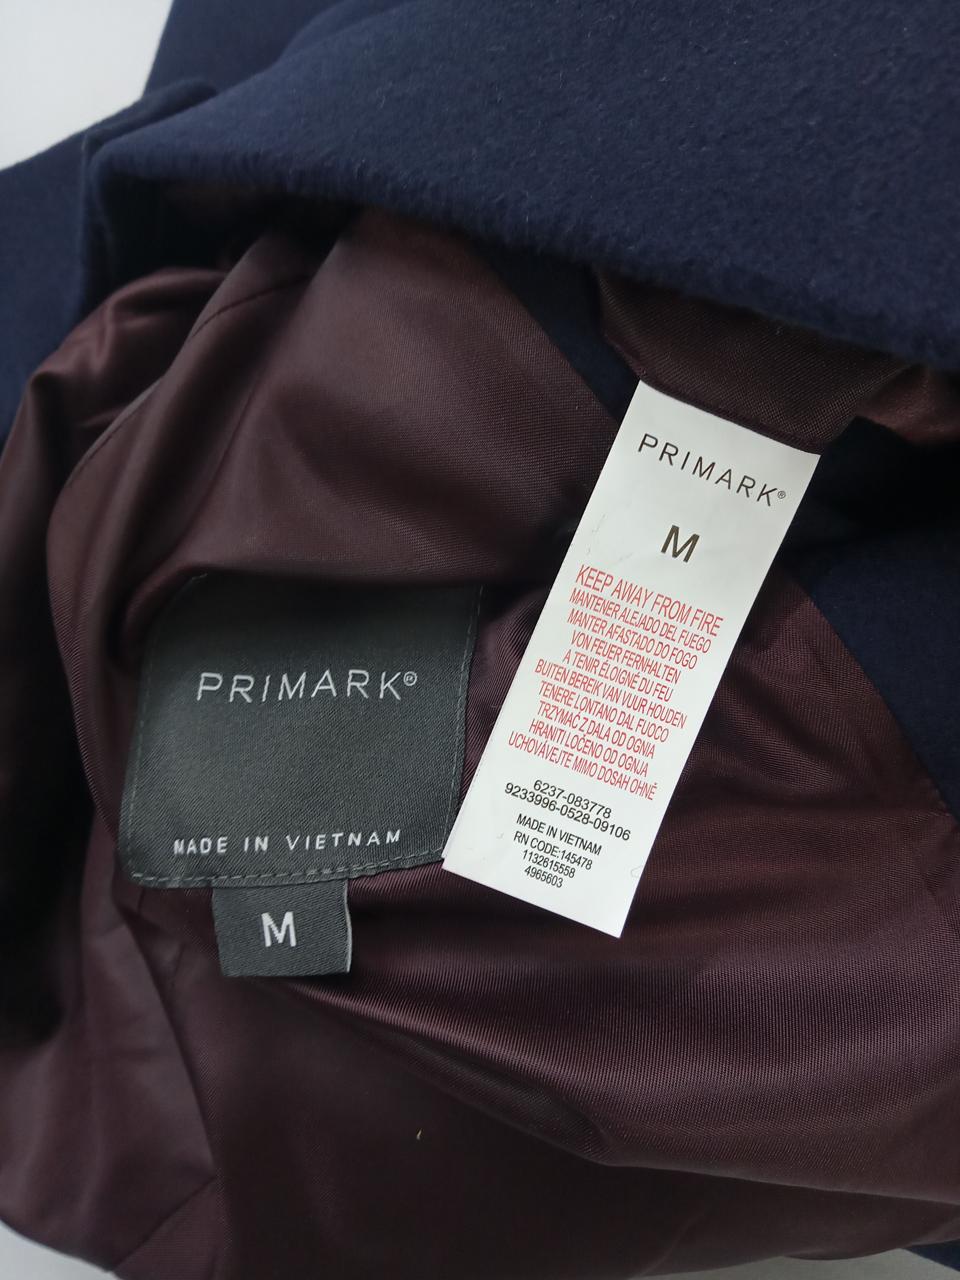 PRIMARK®
MADE IN VIETNAM
M
PRIMARK®
M
KEEP AWAY FROM FIRE
MANTENER ALEJADO DEL FUEGO
MANTER AFASTADO DO FOGO
VON FEUER FERNHALTEN
À TENIR ÉLOIGNÉ DU FEU
BUITEN BEREIK VAN VUUR HOUDEN
TENERE LONTANO DAL FUOCO
TRZYMAĆ Z DALA OD OGNIA
HRANITI LOČENO OD OGNJA
UCHOVÁVEJTE MIMO DOSAH OHNĚ
6237-083778
9233996-0528-09106
MADE IN VIETNAM
RN CODE:145478
1132615558
4965603